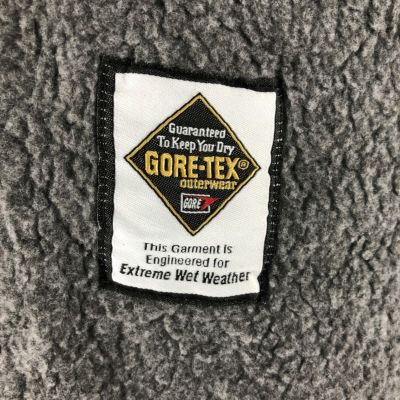 Guaranteed
To Keep You Dry
GORE-TEX®
outerwear
GORE
This Garment is
Engineered for
Extreme Wet Weather